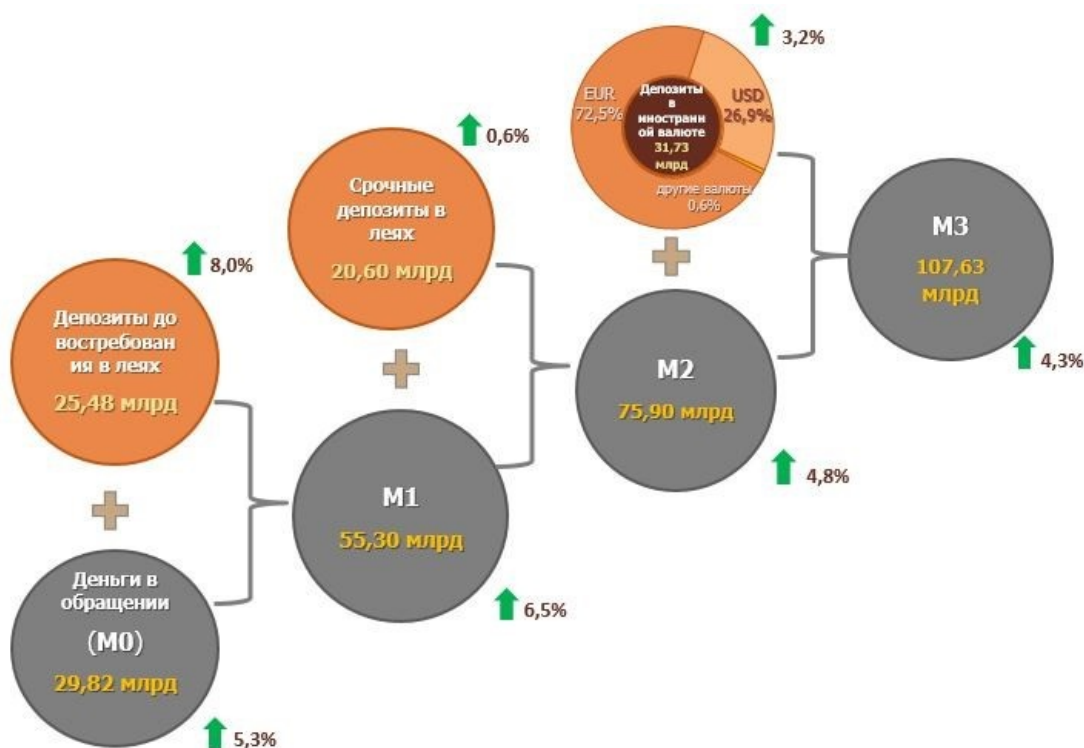 3,2%
EUR
72,5%
USD
26,9%
Депозиты
в
иностранн
ой валюте
31,73
млрд
другие валюты
0,6%
0,6%
Срочные
депозиты в
леях
20,60 млрд
M3
107,63
млрд
4,3%
8,0%
Депозиты до
востребован
ия в леях
25,48 млрд
M2
75,90 млрд
4,8%
M1
55,30 млрд
6,5%
Деньги в
обращении
(M0)
29,82 млрд
5,3%